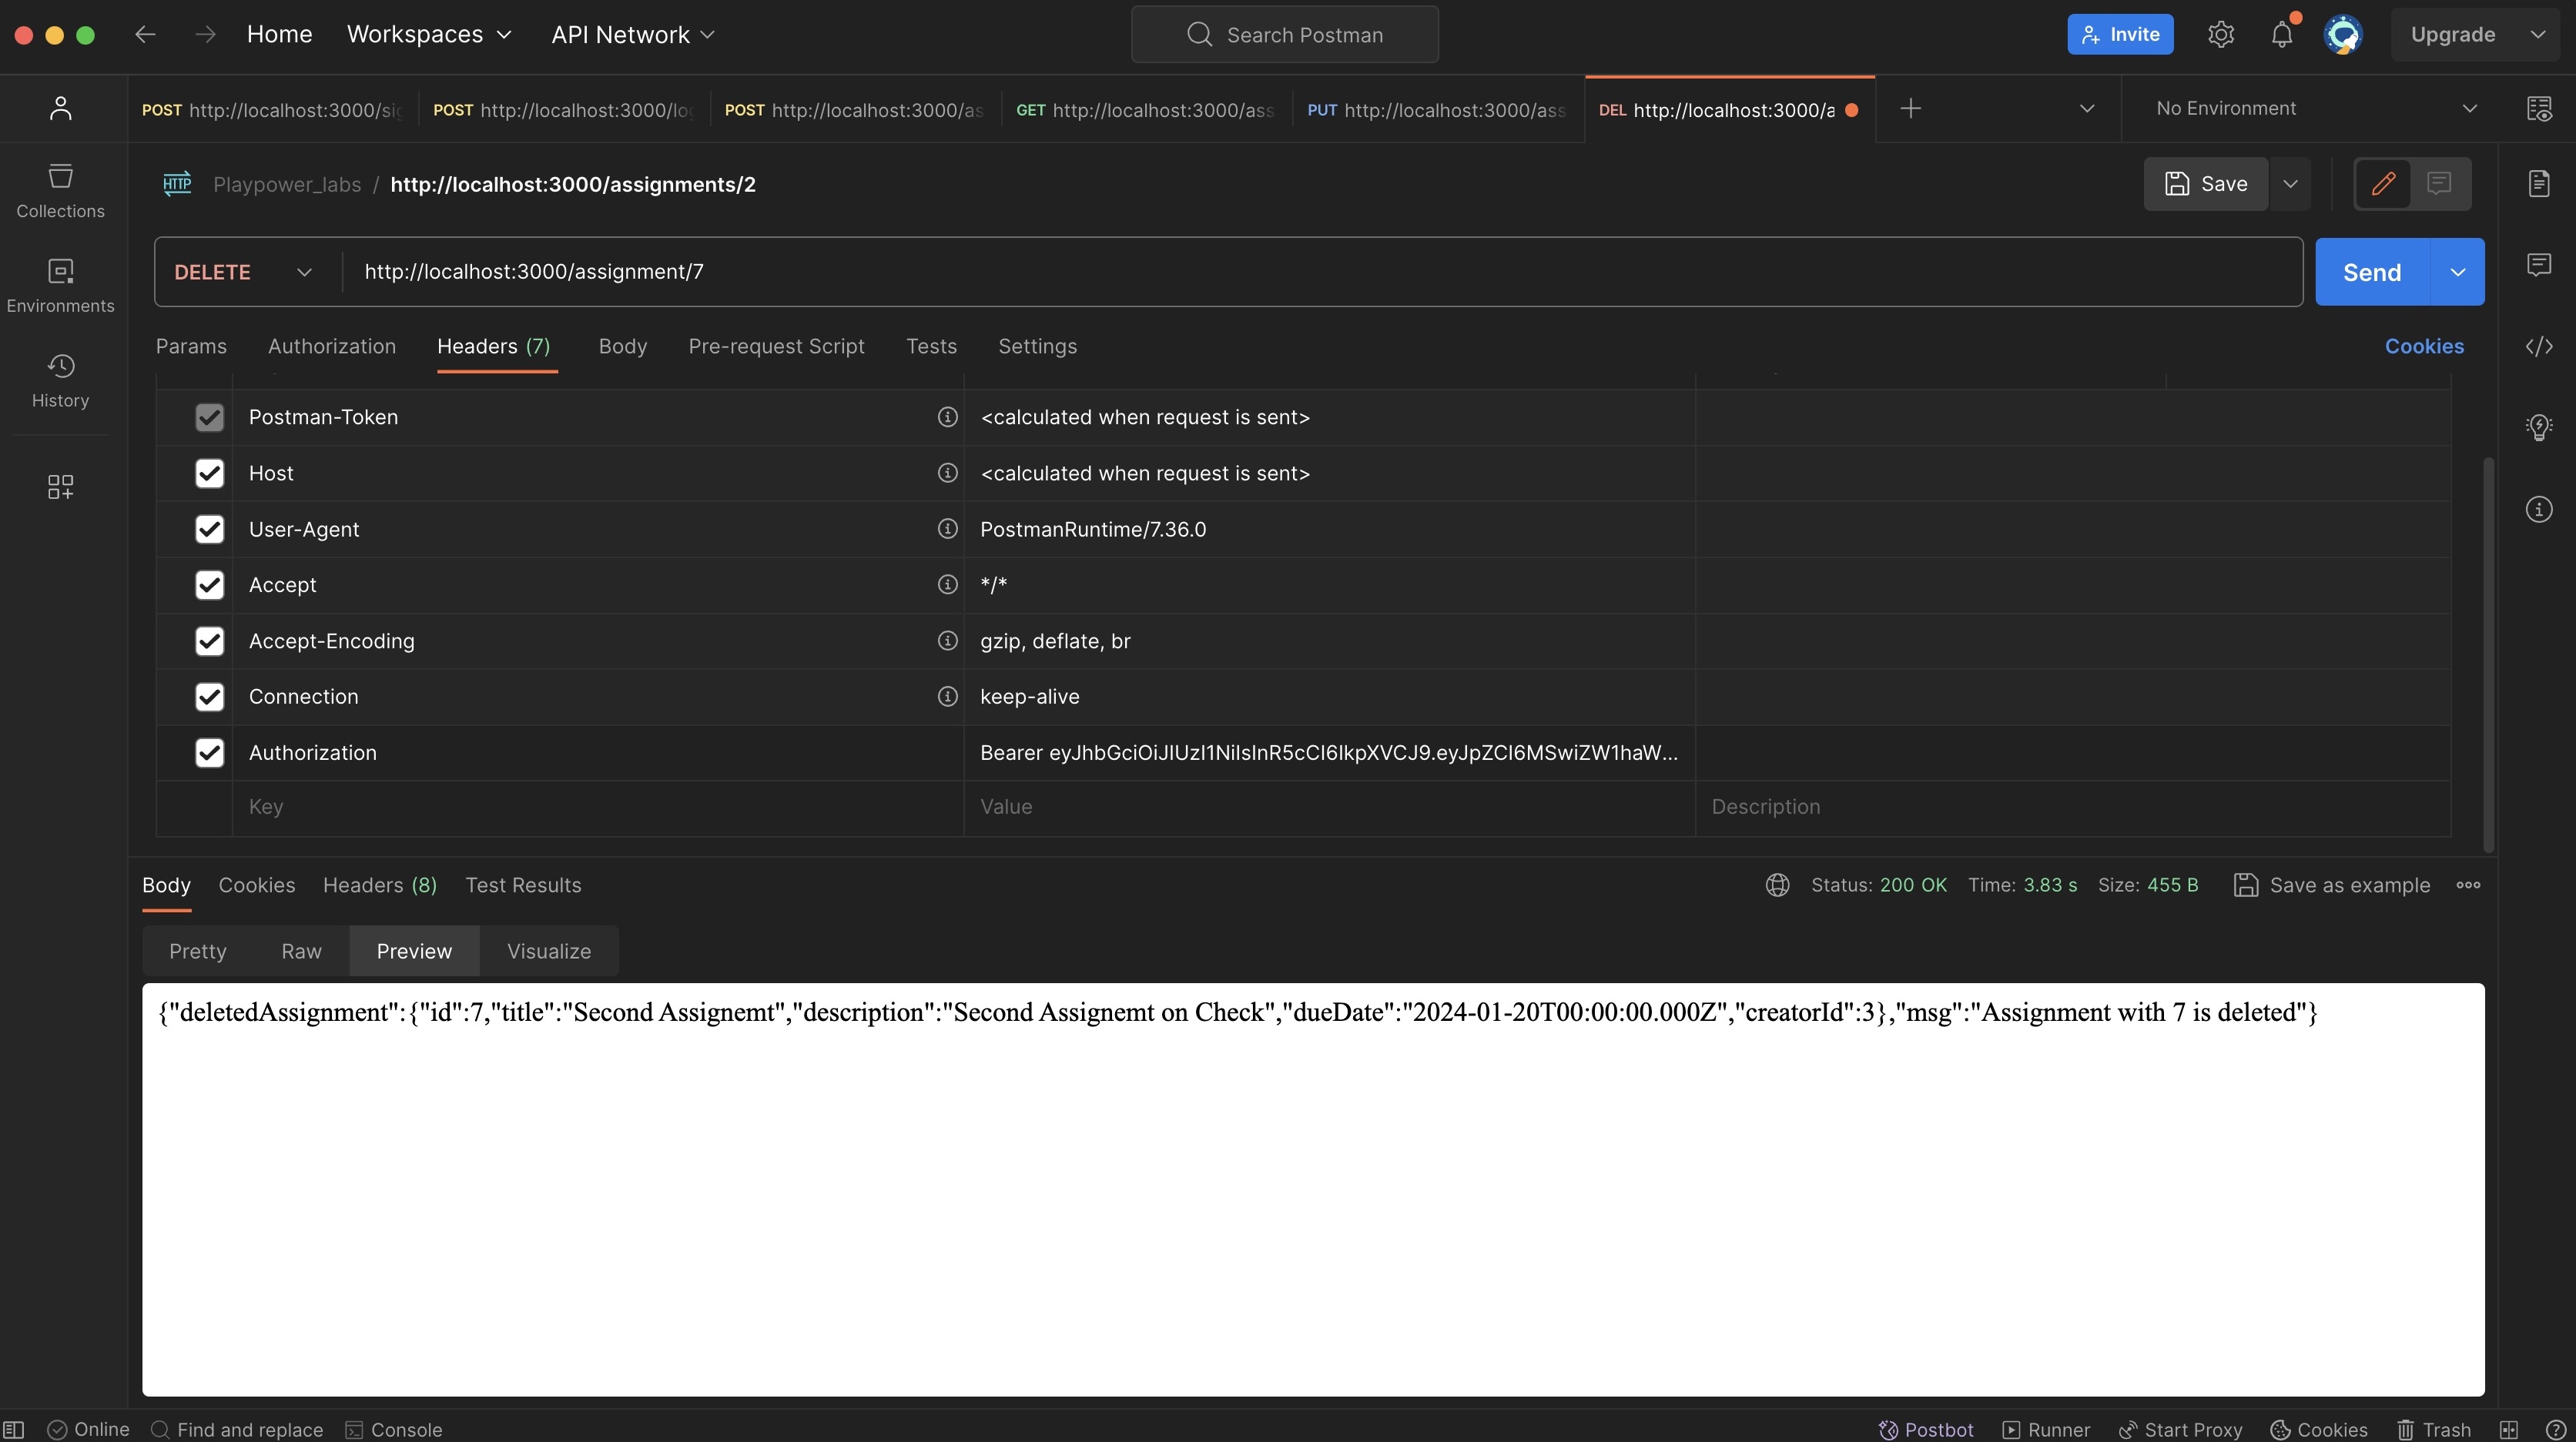 Home Workspaces API Network Search Postman Invite Upgrade
POST http://localhost:3000/sig POST http://localhost:3000/log POST http://localhost:3000/as GET http://localhost:3000/ass PUT http://localhost:3000/ass DEL http://localhost:3000/a No Environment
HTTP Playpower_labs / http://localhost:3000/assignments/2 Save
Collections
DELETE http://localhost:3000/assignment/7 Send
Environments
Params Authorization Headers (7) Body Pre-request Script Tests Settings Cookies
History
Postman-Token <calculated when request is sent>
Host <calculated when request is sent>
User-Agent PostmanRuntime/7.36.0
Accept */*
Accept-Encoding gzip, deflate, br
Connection keep-alive
Authorization Bearer eyJhbGciOiJIUzI1NiIsInR5cCI6IkpXVCJ9.eyJpZCI6MSwiZW1haW...
Key Value Description
Body Cookies Headers (8) Test Results Status: 200 OK Time: 3.83 s Size: 455 B Save as example
Pretty Raw Preview Visualize
{"deletedAssignment":{"id":7,"title":"Second Assignemt","description":"Second Assignemt on Check","dueDate":"2024-01-20T00:00:00.000Z","creatorId":3},"msg":"Assignment with 7 is deleted"}
Online Find and replace Console Postbot Runner Start Proxy Cookies Trash